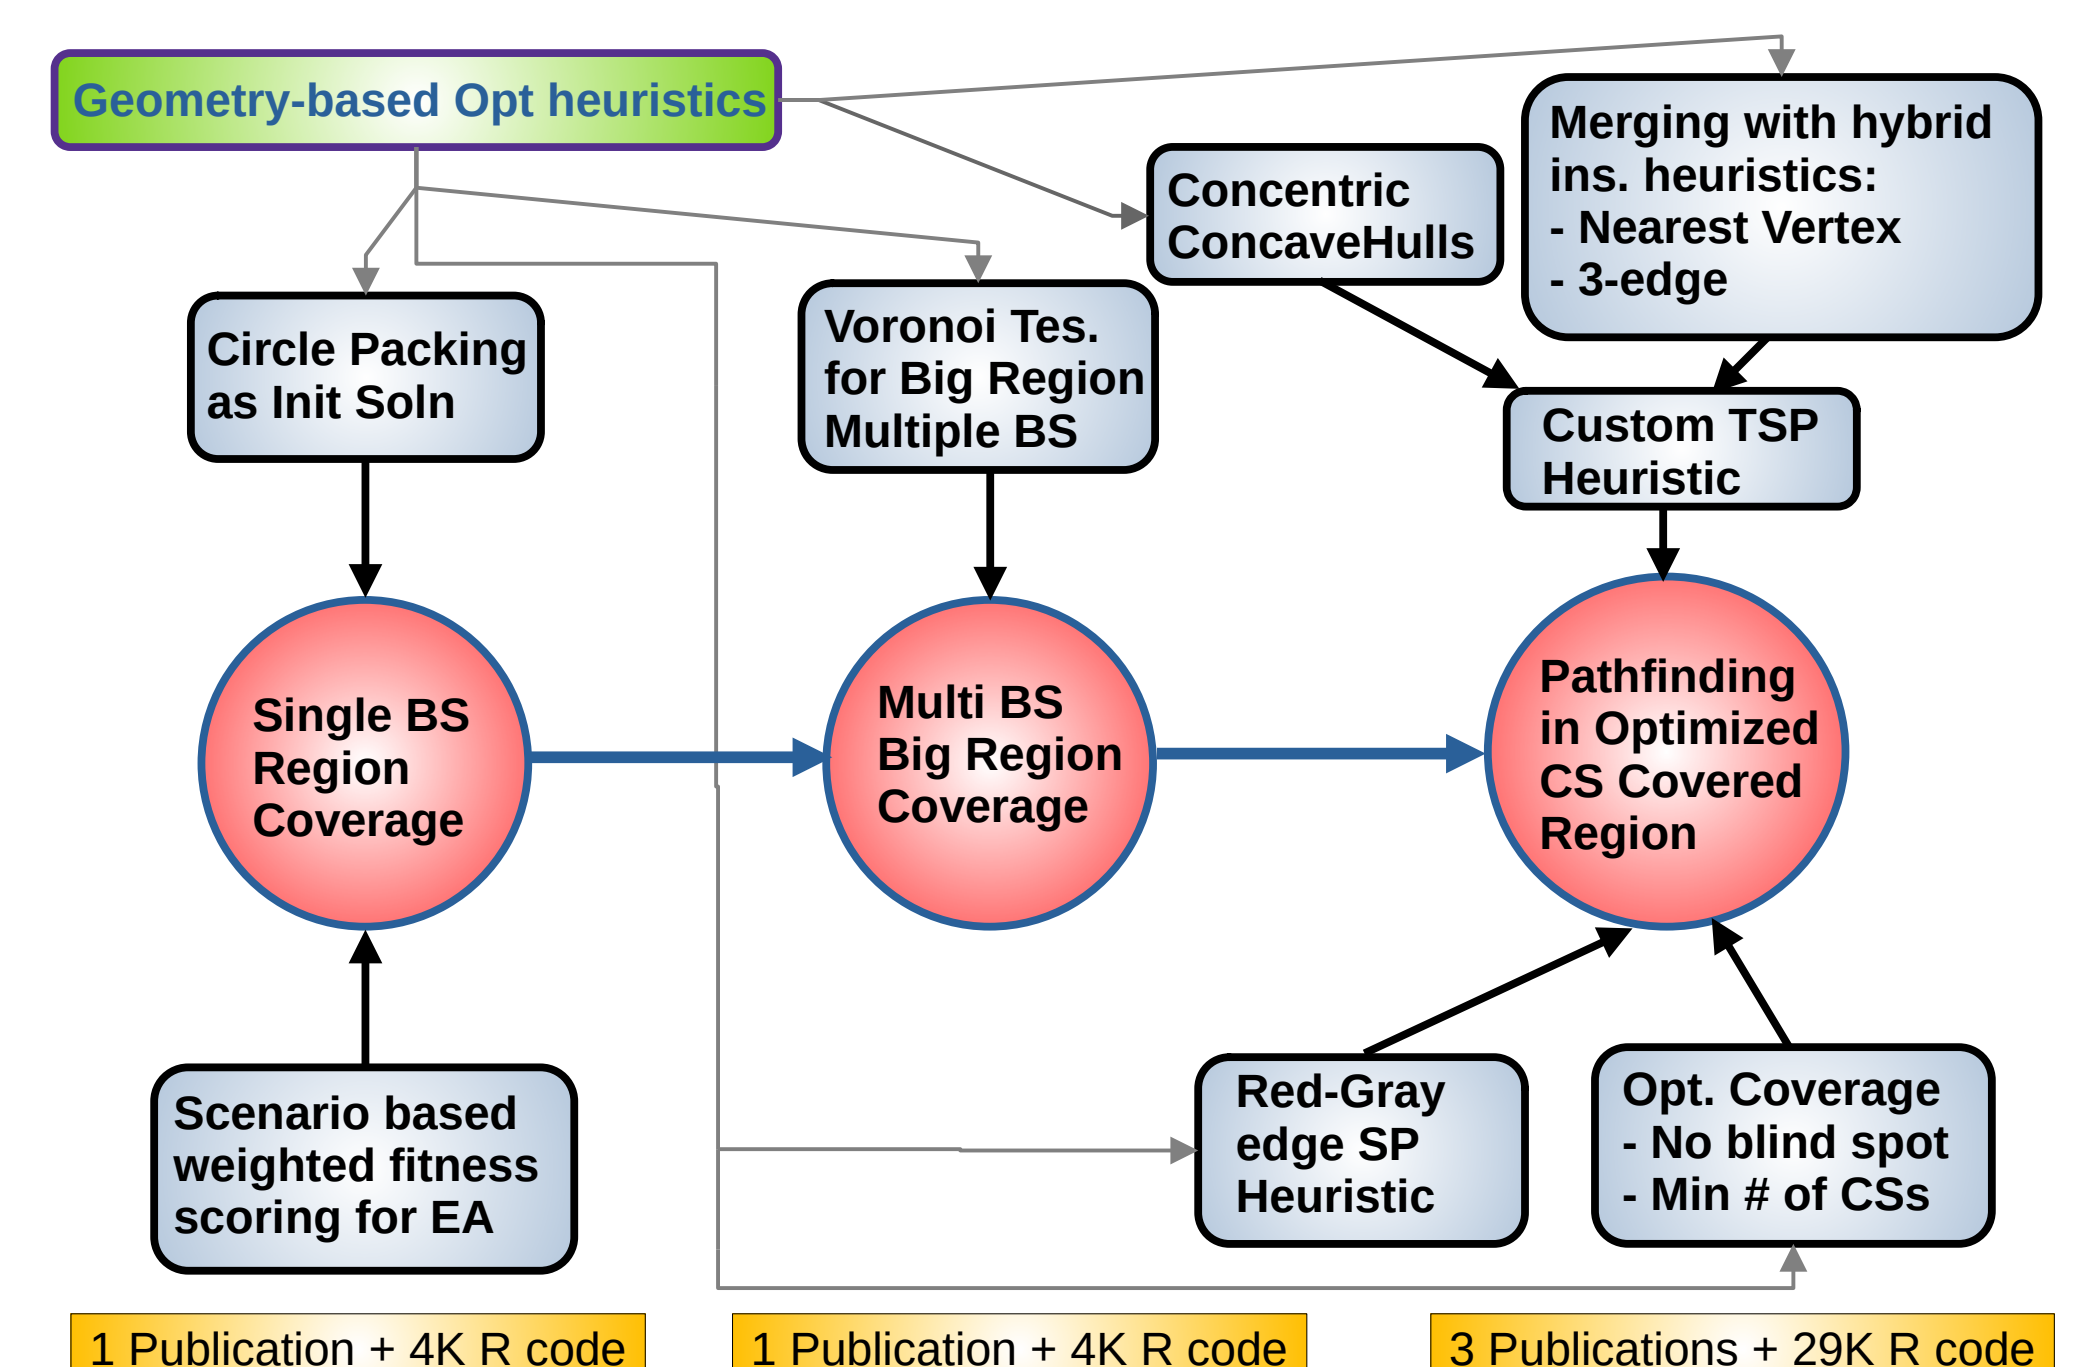 Geometry-based Opt heuristics
Merging with hybrid
ins. heuristics:
- Nearest Vertex
- 3-edge
Concentric
ConcaveHulls
Circle Packing
as Init Soln
Voronoi Tes.
for Big Region
Multiple BS
Custom TSP
Heuristic
Single BS
Region
Coverage
Multi BS
Big Region
Coverage
Pathfinding
in Optimized
CS Covered
Region
Scenario based
weighted fitness
scoring for EA
Red-Gray
edge SP
Heuristic
Opt. Coverage
- No blind spot
- Min # of CSs
1 Publication + 4K R code
1 Publication + 4K R code
3 Publications + 29K R code